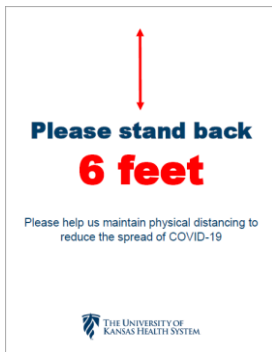 Please stand back
6 feet
Please help us maintain physical distancing to
reduce the spread of COVID-19
THE UNIVERSITY OF
KANSAS HEALTH SYSTEM